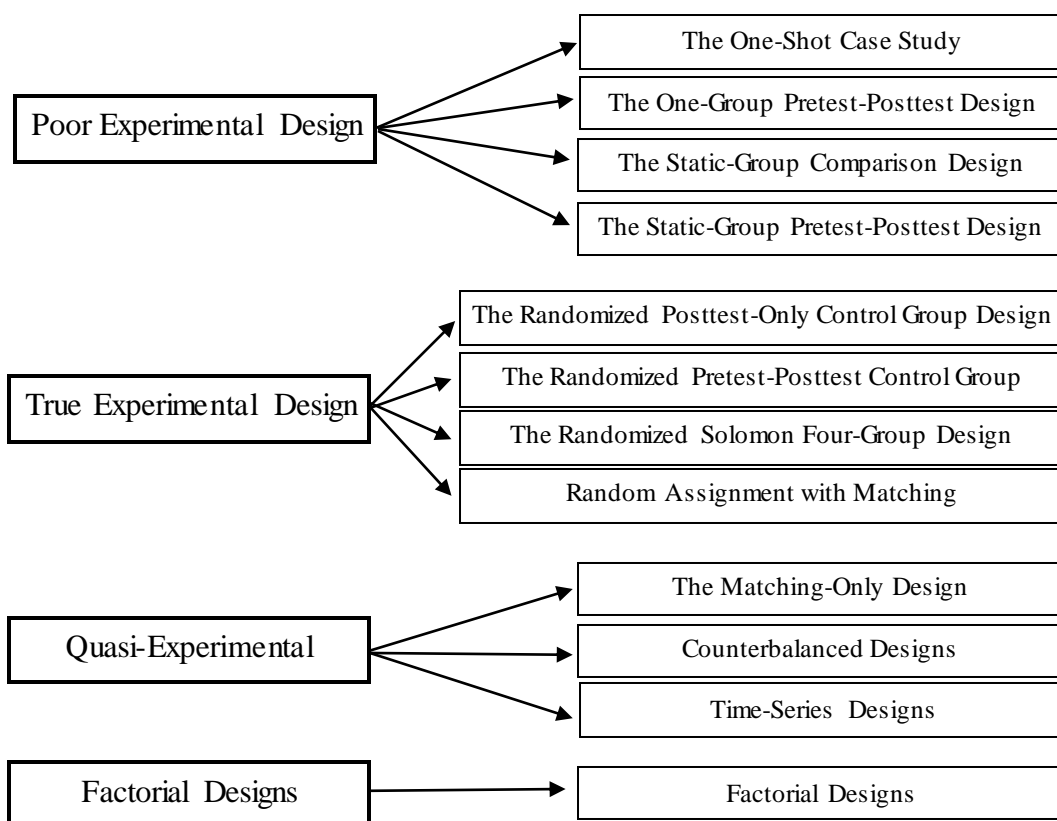 The One-Shot Case Study
Poor Experimental Design
The One-Group Pretest-Posttest Design
The Static-Group Comparison Design
The Static-Group Pretest-Posttest Design
True Experimental Design
The Randomized Posttest-Only Control Group Design
The Randomized Pretest-Posttest Control Group
The Randomized Solomon Four-Group Design
Random Assignment with Matching
Quasi-Experimental
The Matching-Only Design
Counterbalanced Designs
Time-Series Designs
Factorial Designs
Factorial Designs